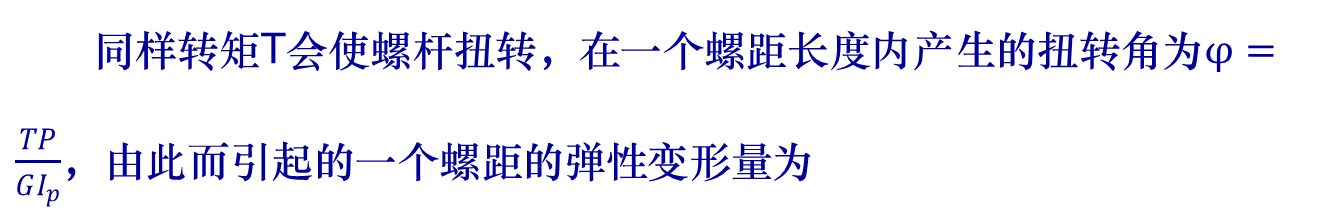 同样转矩T会使螺杆扭转，在一个螺距长度内产生的扭转角为φ =
$\frac{TP}{GI_p}$，由此而引起的一个螺距的弹性变形量为